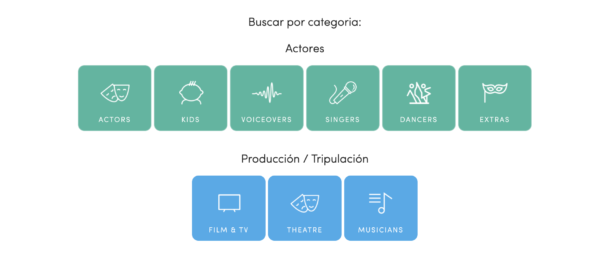 Buscar por categoria:
Actores
ACTORS KIDS VOICEOVERS SINGERS DANCERS EXTRAS
Producción / Tripulación
FILM & TV THEATRE MUSICIANS